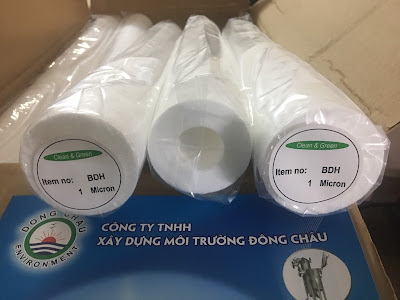 Clean & Green
Item no: BDH
1 Micron
Clean & Green
Item no: BDH
1 Micron
DONG CHAU
ENVIRONMENT
CÔNG TY TNHH
XÂY DỰNG MÔI TRƯỜNG ĐÔNG CHÂU